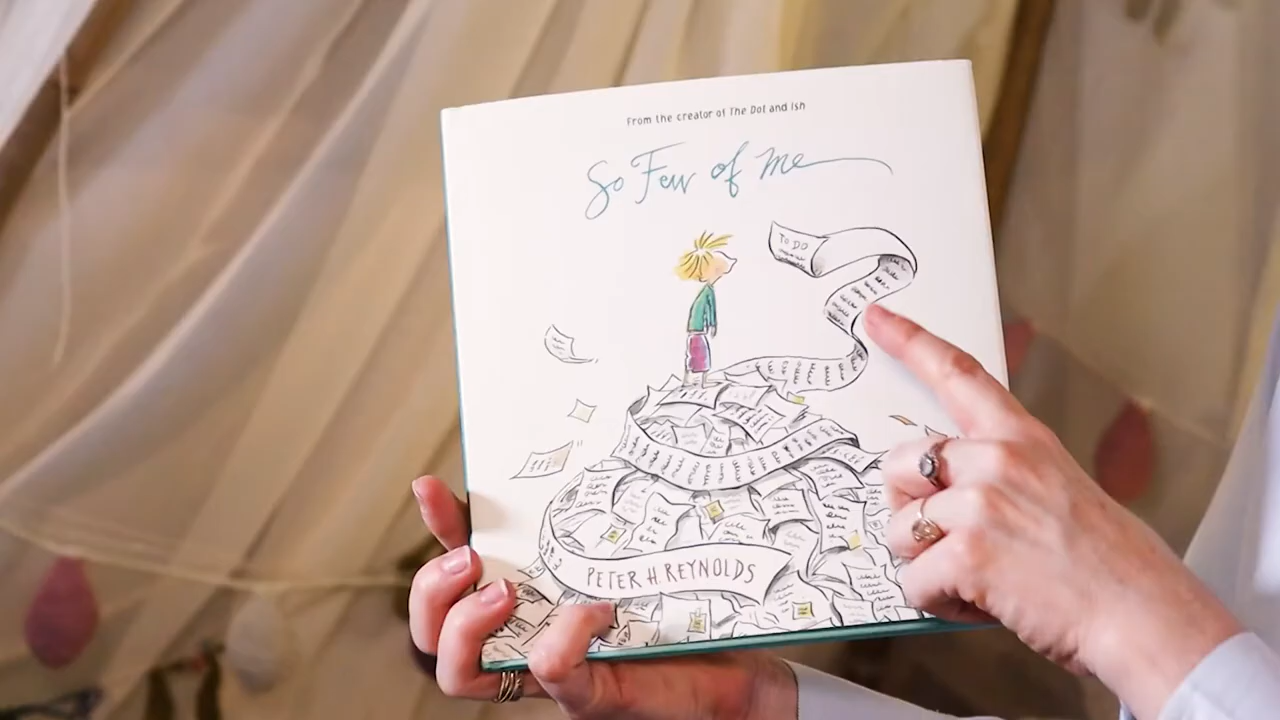 From the creator of The Dot and Ish
So Few of Me
TO DO
PETER H. REYNOLDS